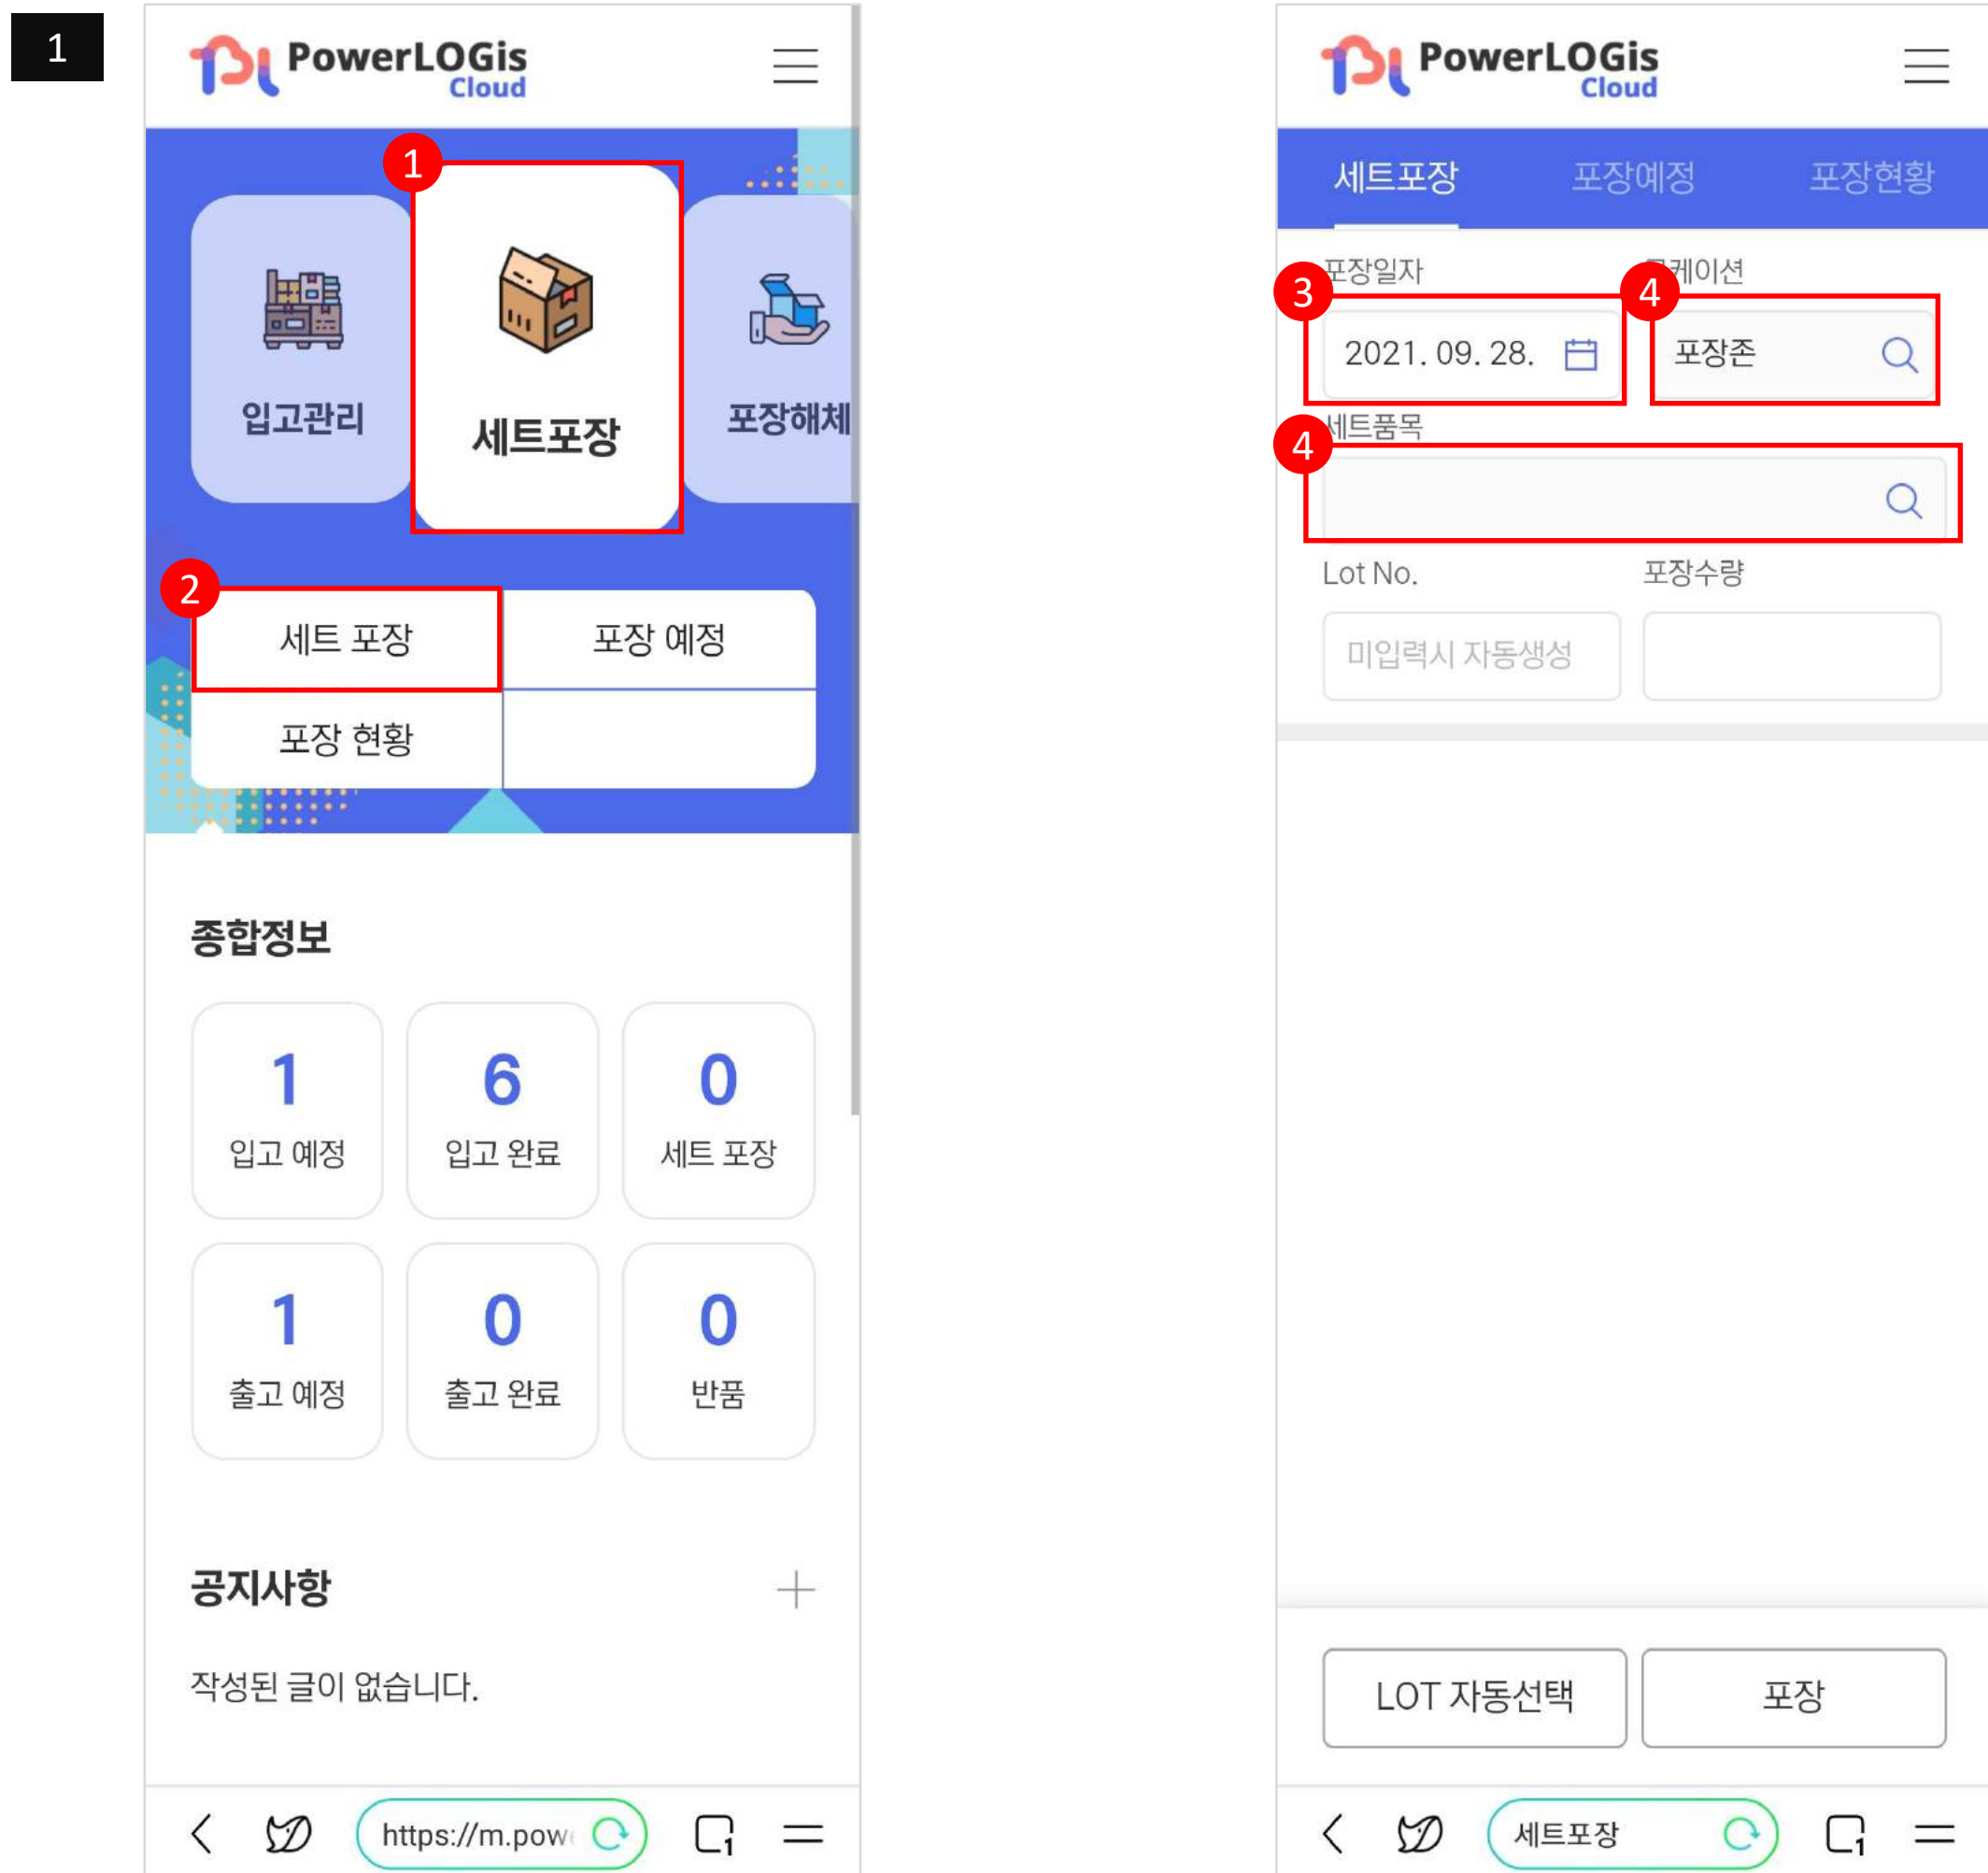 1
PowerLOGis
Cloud
1
입고관리
세트포장
포장해체
2
세트 포장
포장 예정
포장 현황
종합정보
1
입고 예정
6
입고 완료
0
세트 포장
1
출고 예정
0
출고 완료
0
반품
공지사항
작성된 글이 없습니다.
https://m.pow
1
PowerLOGis
Cloud
세트포장 포장예정 포장현황
포장일자
케이션
3
4
2021. 09. 28.
포장존
세트품목
4
Lot No.
포장수량
미입력시 자동생성
LOT 자동선택
포장
세트포장
1